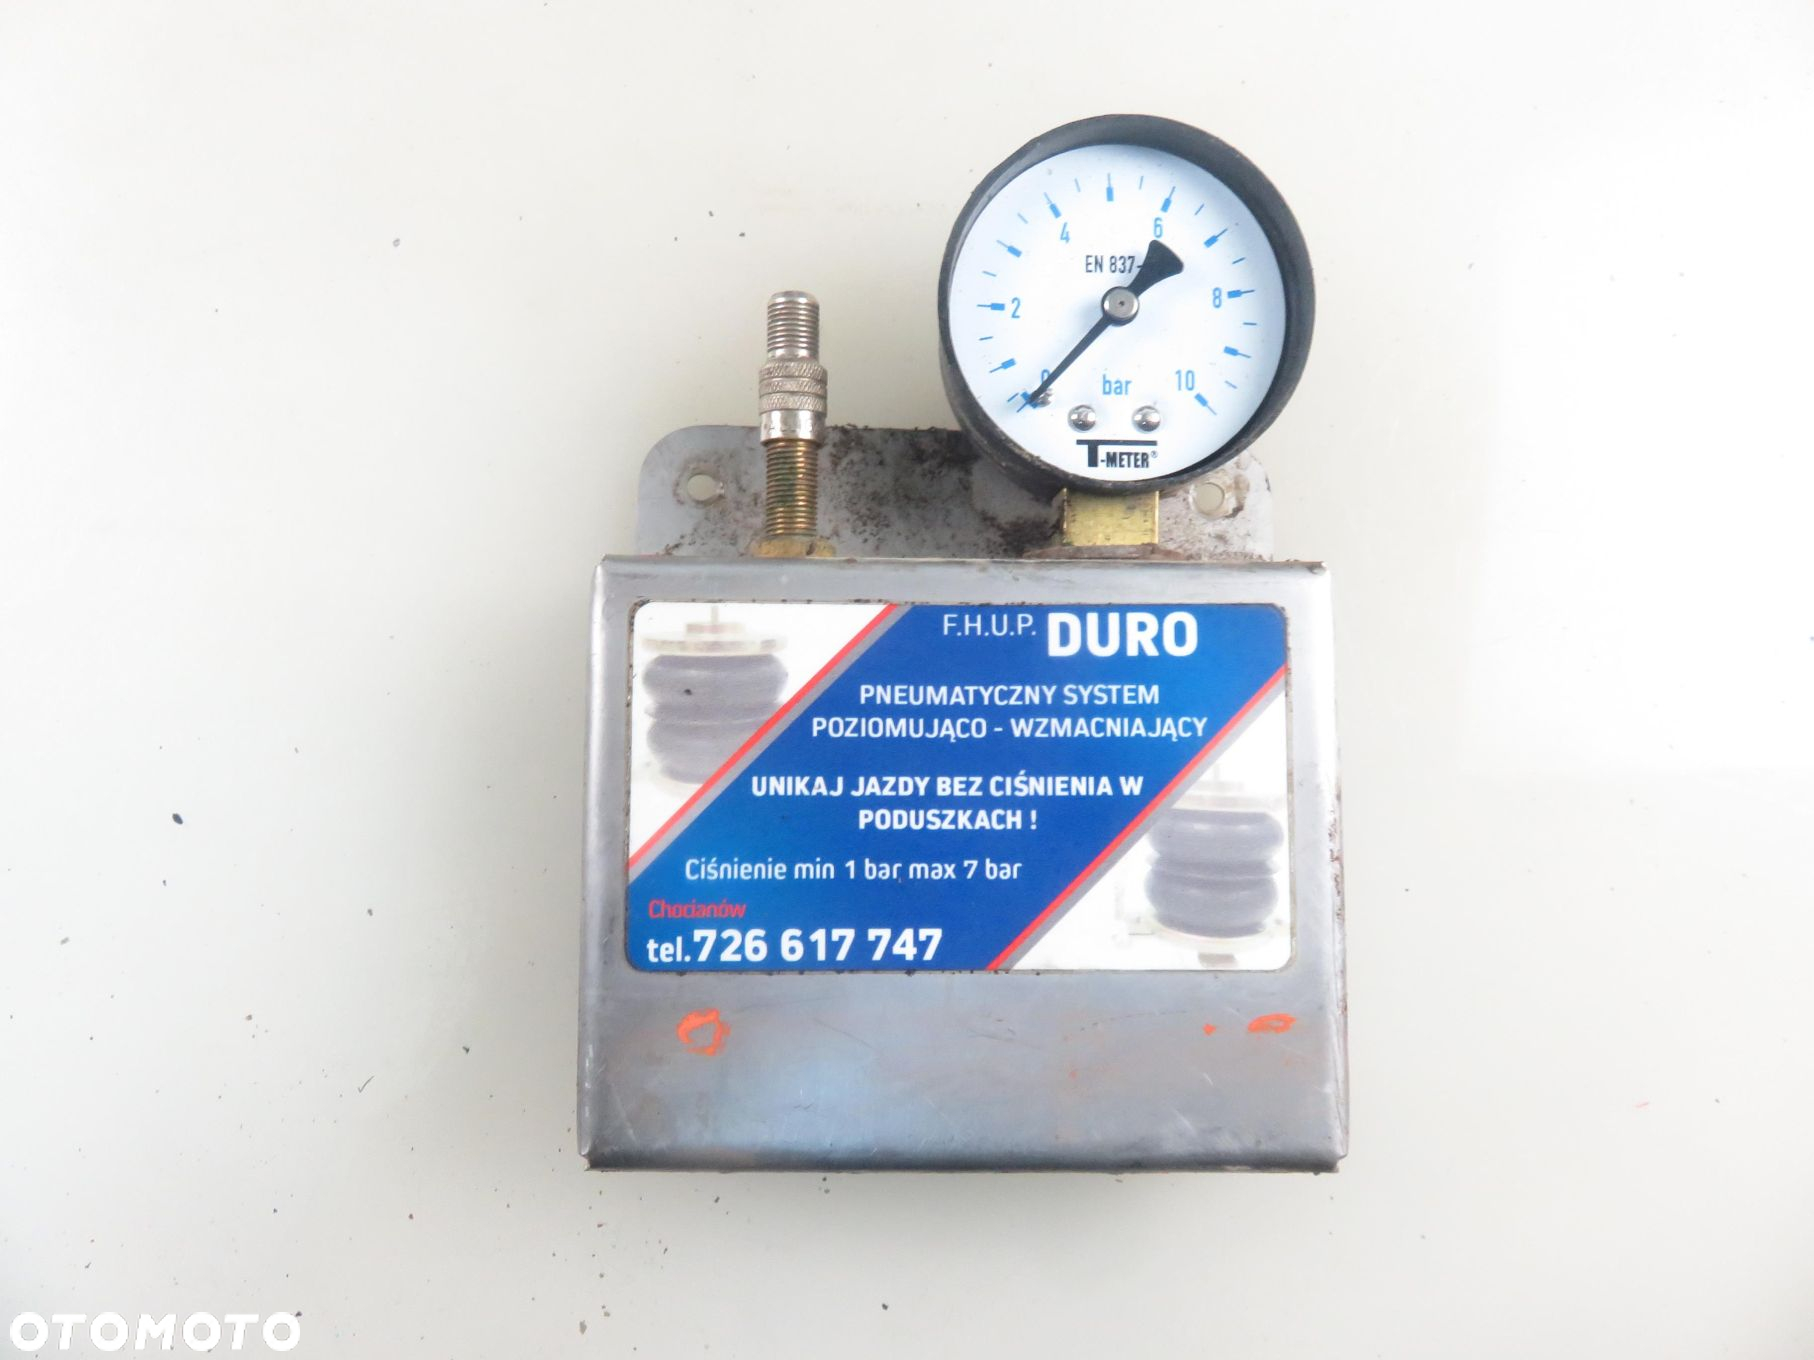 4
6
EN 837-
2
8
0
bar
10
T-METER®
F.H.U.P. DURO
PNEUMATYCZNY SYSTEM
POZIOMUJĄCO - WZMACNIAJĄCY
UNIKAJ JAZDY BEZ CIŚNIENIA W
PODUSZKACH !
Ciśnienie min 1 bar max 7 bar
Chocianów
tel.726 617 747
OTOMOTO